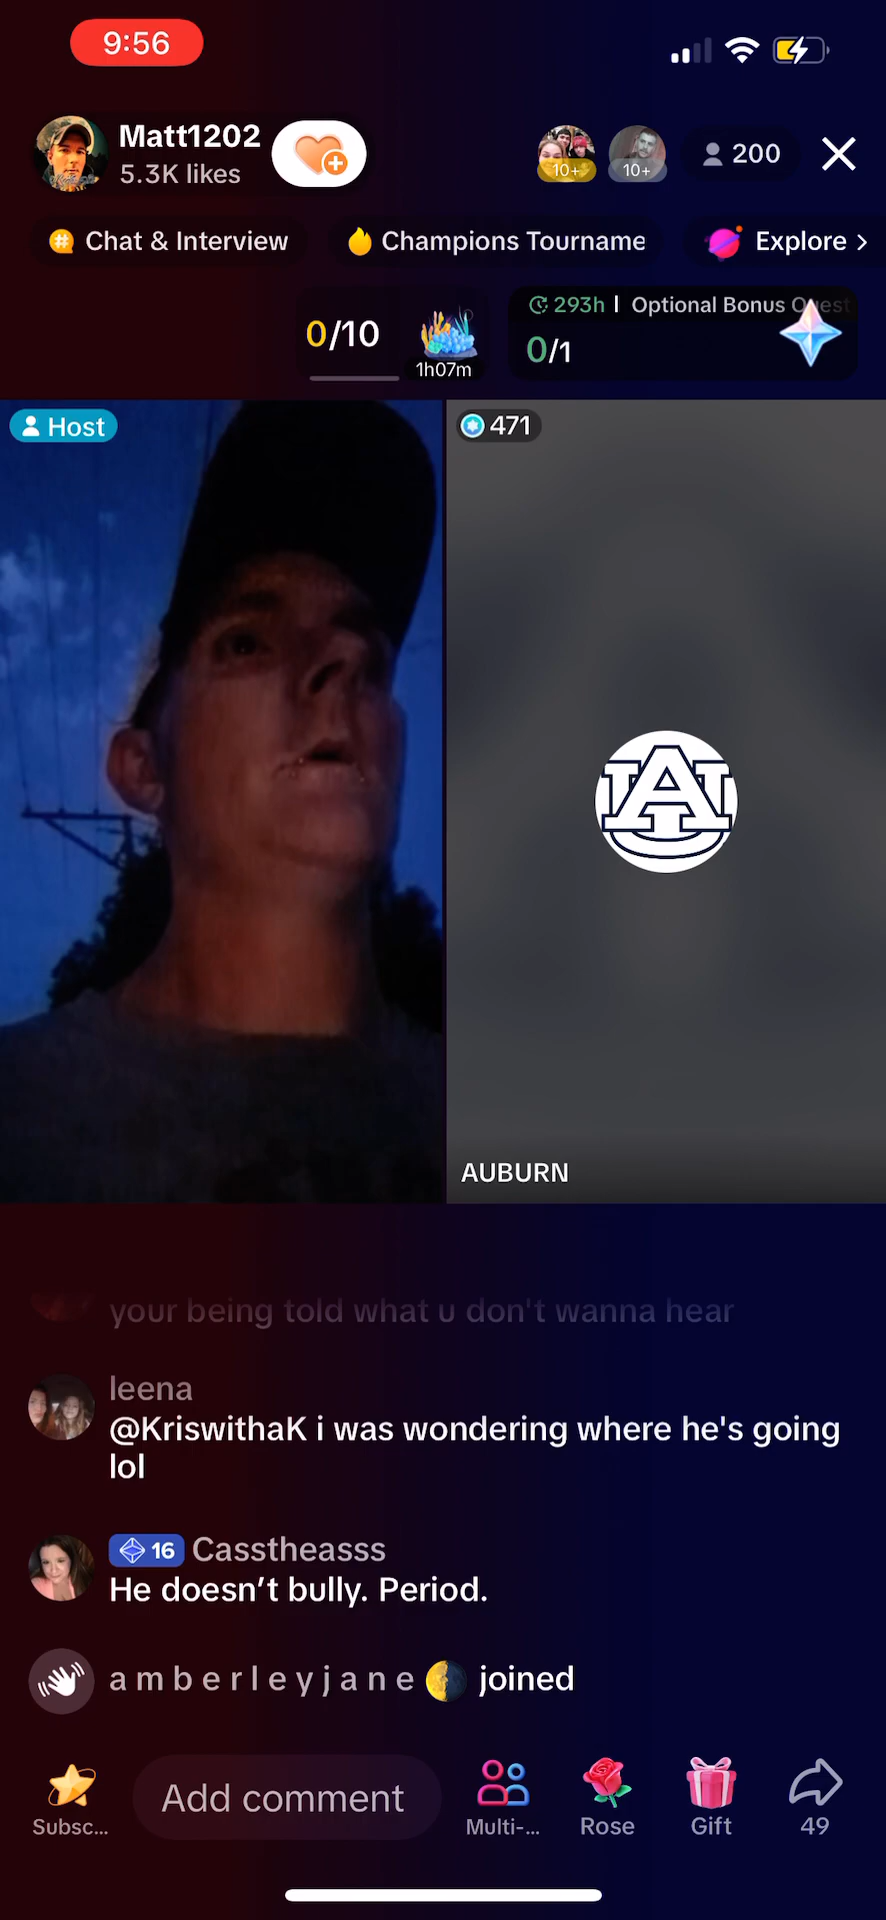 9:56
Matt1202
5.3K likes
10+
10+
200
Chat & Interview
Champions Tourname
Explore >
0/10
1h07m
293h | Optional Bonus Quest
0/1
Host
471
AU
AUBURN
your being told what u don't wanna hear
leena
@KriswithaK i was wondering where he's going
lol
16 Casstheasss
He doesn't bully. Period.
a m b e r l e y j a n e 🌗 joined
Subsc...
Add comment
Multi-...
Rose
Gift
49